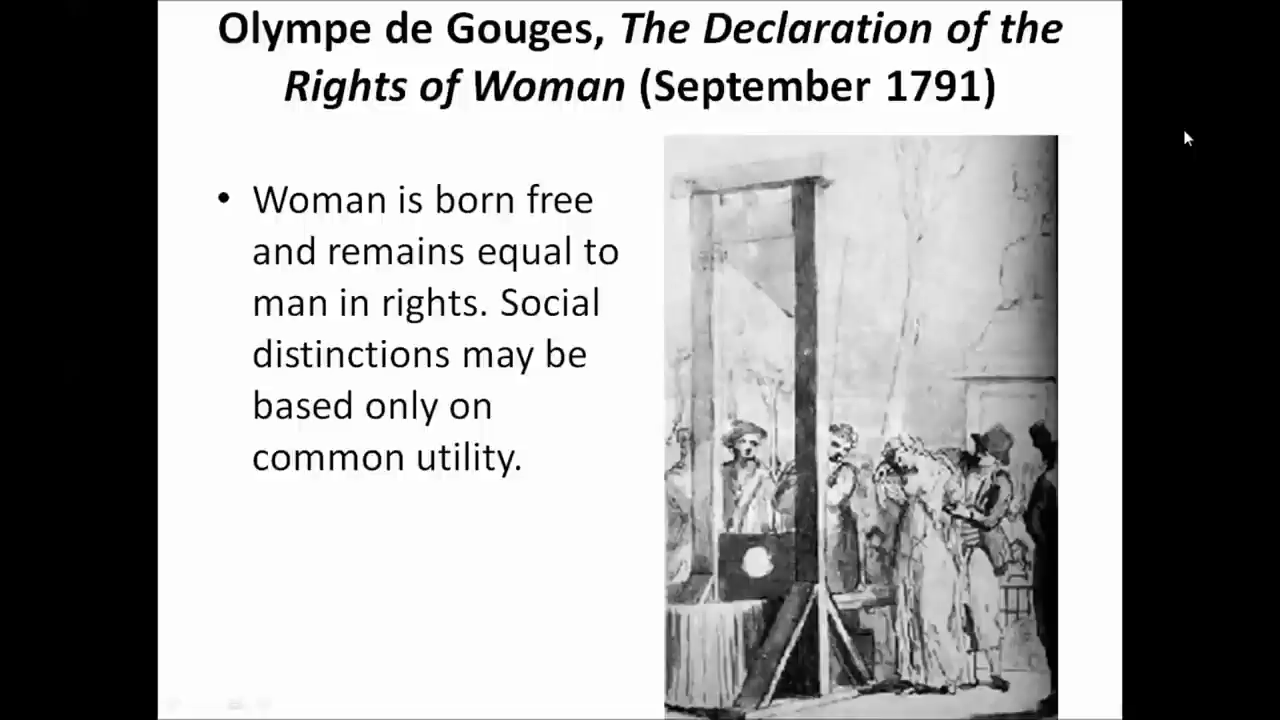 Olympe de Gouges, The Declaration of the
Rights of Woman (September 1791)
• Woman is born free
and remains equal to
man in rights. Social
distinctions may be
based only on
common utility.